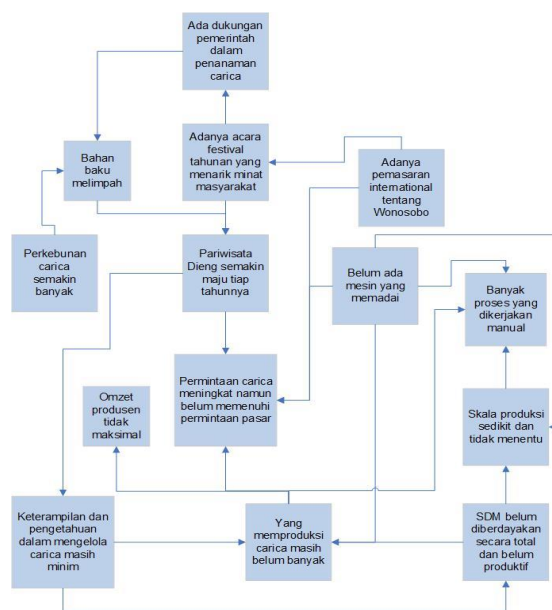 Ada dukungan
pemerintah
dalam
penanaman
carica
Adanya acara
festival
tahunan yang
menarik minat
masyarakat
Bahan
baku
melimpah
Adanya
pemasaran
international
tentang
Wonosobo
Perkebunan
carica
semakin
banyak
Pariwisata
Dieng semakin
maju tiap
tahunnya
Belum ada
mesin yang
memadai
Banyak
proses yang
dikerjakan
manual
Permintaan carica
meningkat namun
belum memenuhi
permintaan pasar
Omzet
produsen
tidak
maksimal
Skala produksi
sedikit dan
tidak menentu
Keterampilan dan
pengetahuan
dalam mengelola
carica masih
minim
Yang
memproduksi
carica masih
belum banyak
SDM belum
diberdayakan
secara total
dan belum
produktif